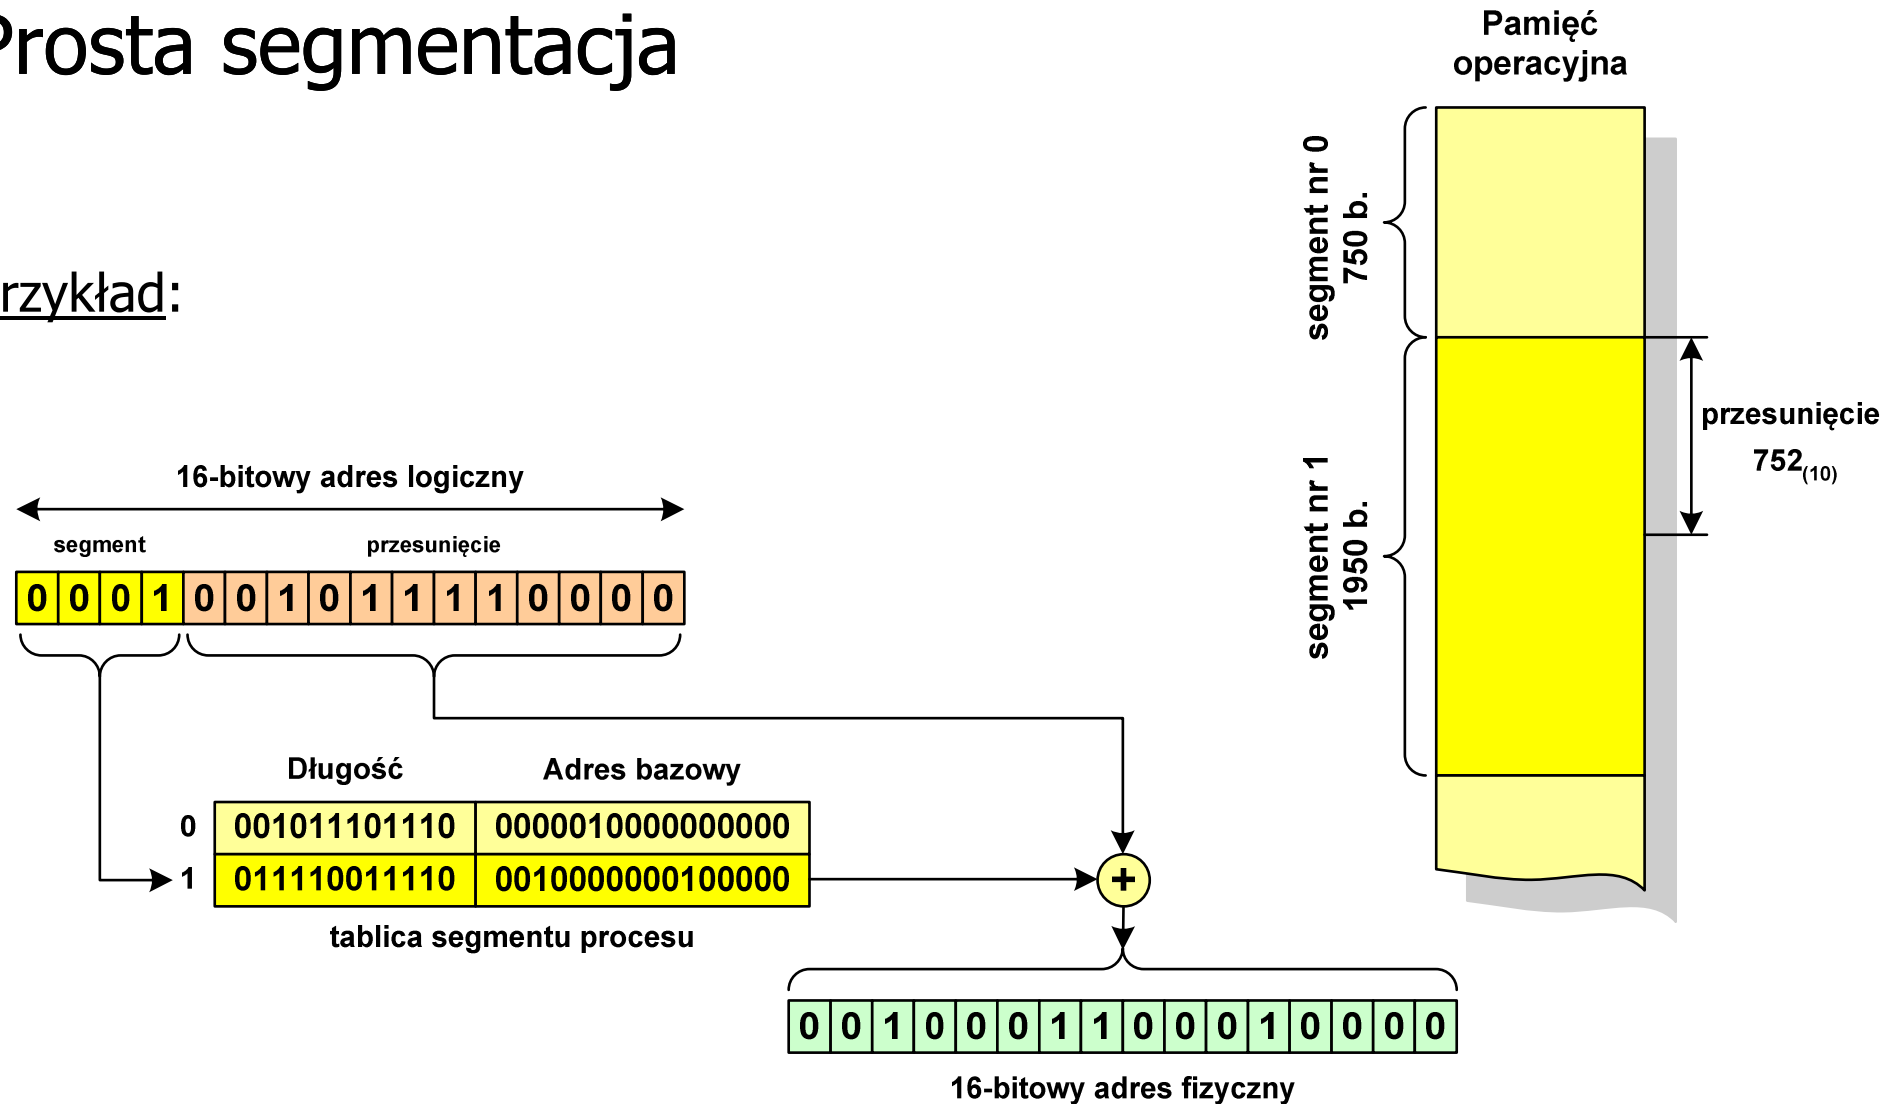 Prosta segmentacja
rzykład:
Pamięć
operacyjna
segment nr 0
750 b.
segment nr 1
1950 b.
przesunięcie
752(10)
16-bitowy adres logiczny
segment przesunięcie
0 0 0 1 0 0 1 0 1 1 1 1 0 0 0 0
Długość Adres bazowy
0 001011101110 0000010000000000
1 011110011110 0010000000100000
tablica segmentu procesu
+
0 0 1 0 0 0 1 1 0 0 0 1 0 0 0 0
16-bitowy adres fizyczny